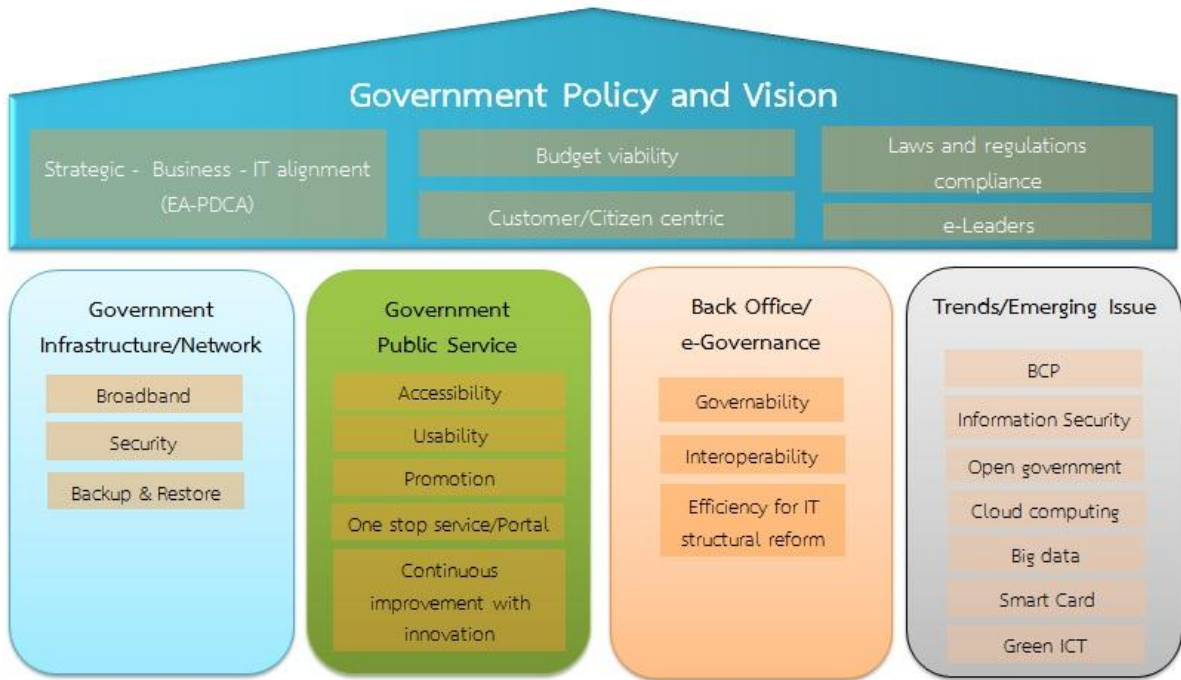 Government Policy and Vision
Strategic - Business - IT alignment
(EA-PDCA)
Budget viability
Customer/Citizen centric
Laws and regulations
compliance
e-Leaders
Government
Infrastructure/Network
Broadband
Security
Backup & Restore
Government
Public Service
Accessibility
Usability
Promotion
One stop service/Portal
Continuous
improvement with
innovation
Back Office/
e-Governance
Governability
Interoperability
Efficiency for IT
structural reform
Trends/Emerging Issue
BCP
Information Security
Open government
Cloud computing
Big data
Smart Card
Green ICT